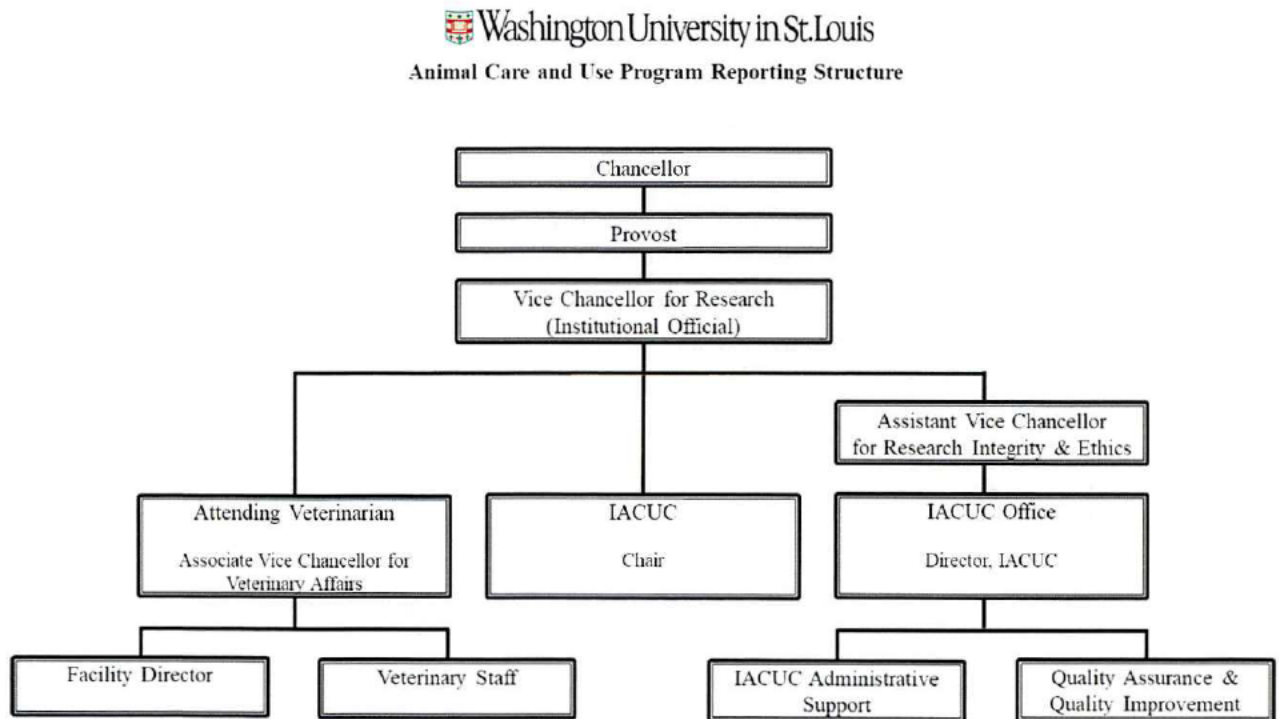 Washington University in St.Louis
Animal Care and Use Program Reporting Structure
Chancellor
Provost
Vice Chancellor for Research
(Institutional Official)
Assistant Vice Chancellor
for Research Integrity & Ethics
Attending Veterinarian
Associate Vice Chancellor for
Veterinary Affairs
IACUC
Chair
IACUC Office
Director, IACUC
Facility Director
Veterinary Staff
IACUC Administrative
Support
Quality Assurance &
Quality Improvement